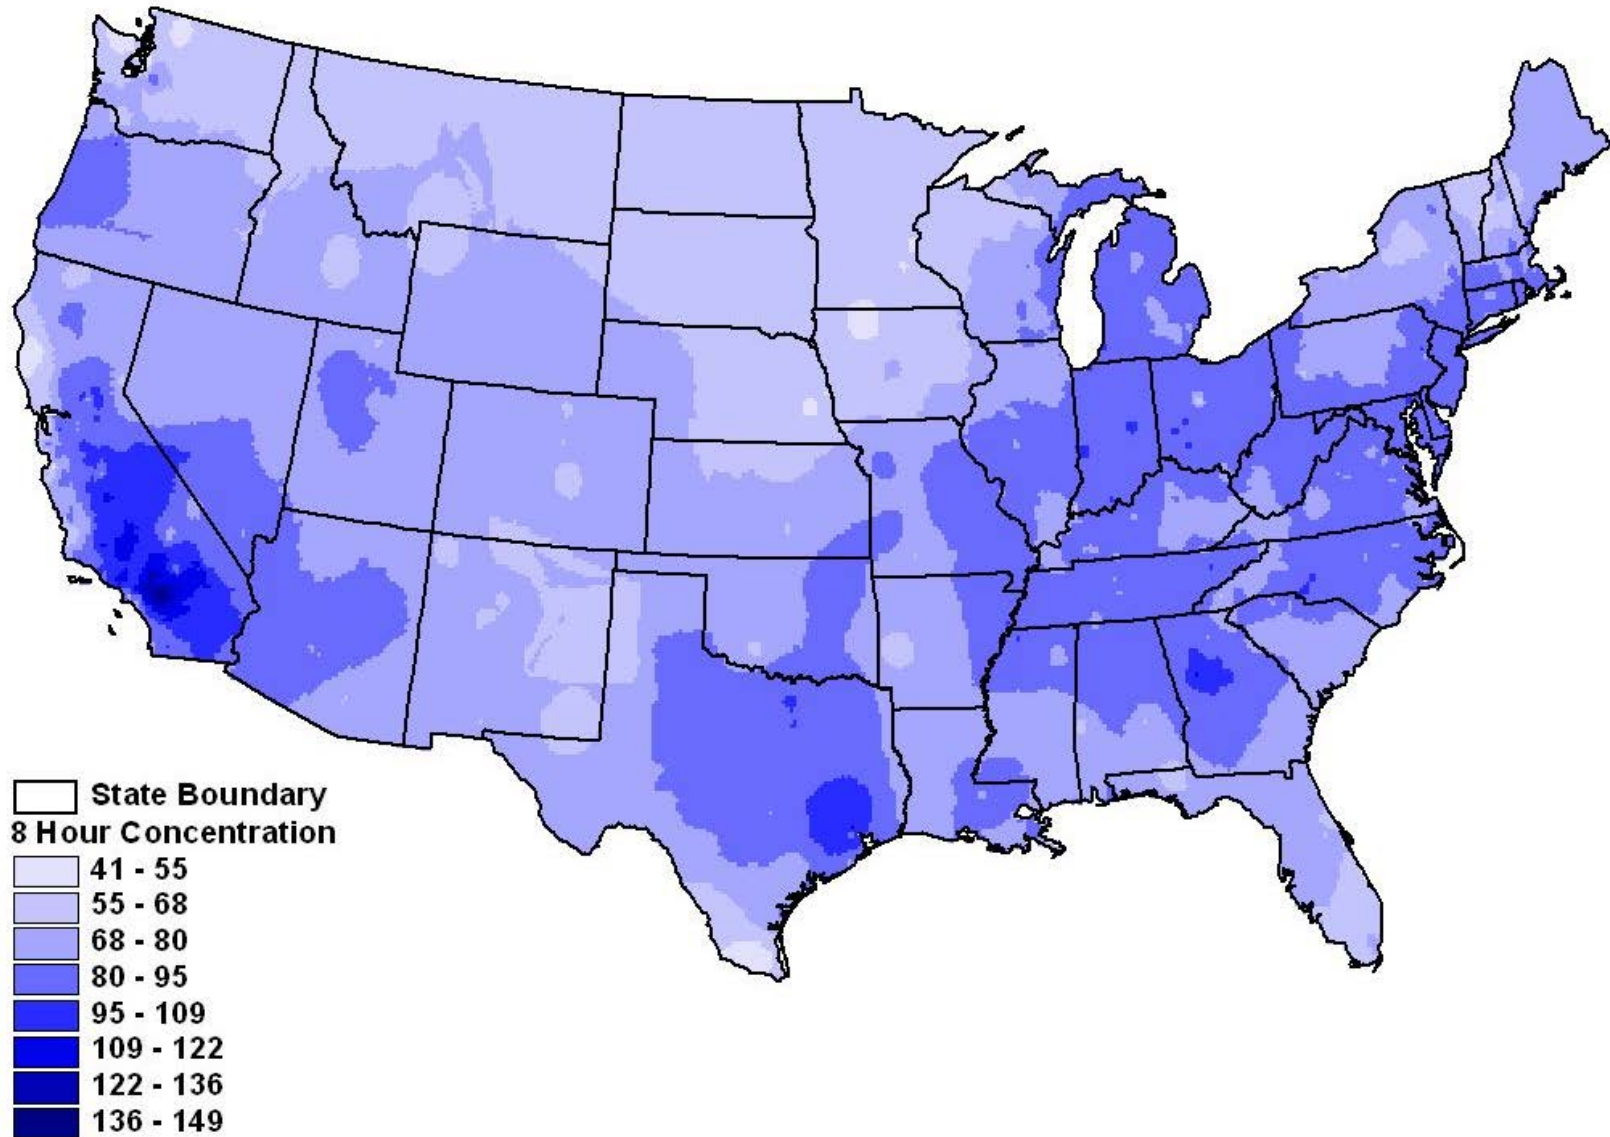 State Boundary
8 Hour Concentration
41 - 55
55 - 68
68 - 80
80 - 95
95 - 109
109 - 122
122 - 136
136 - 149